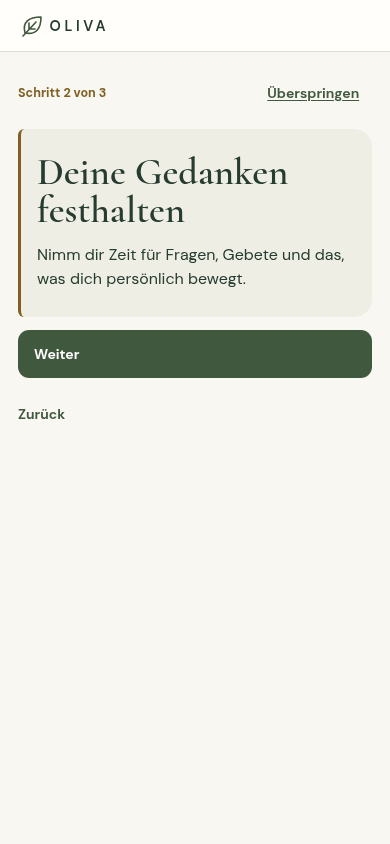 OLIVA
Schritt 2 von 3
Überspringen
Deine Gedanken
festhalten
Nimm dir Zeit für Fragen, Gebete und das,
was dich persönlich bewegt.
Weiter
Zurück